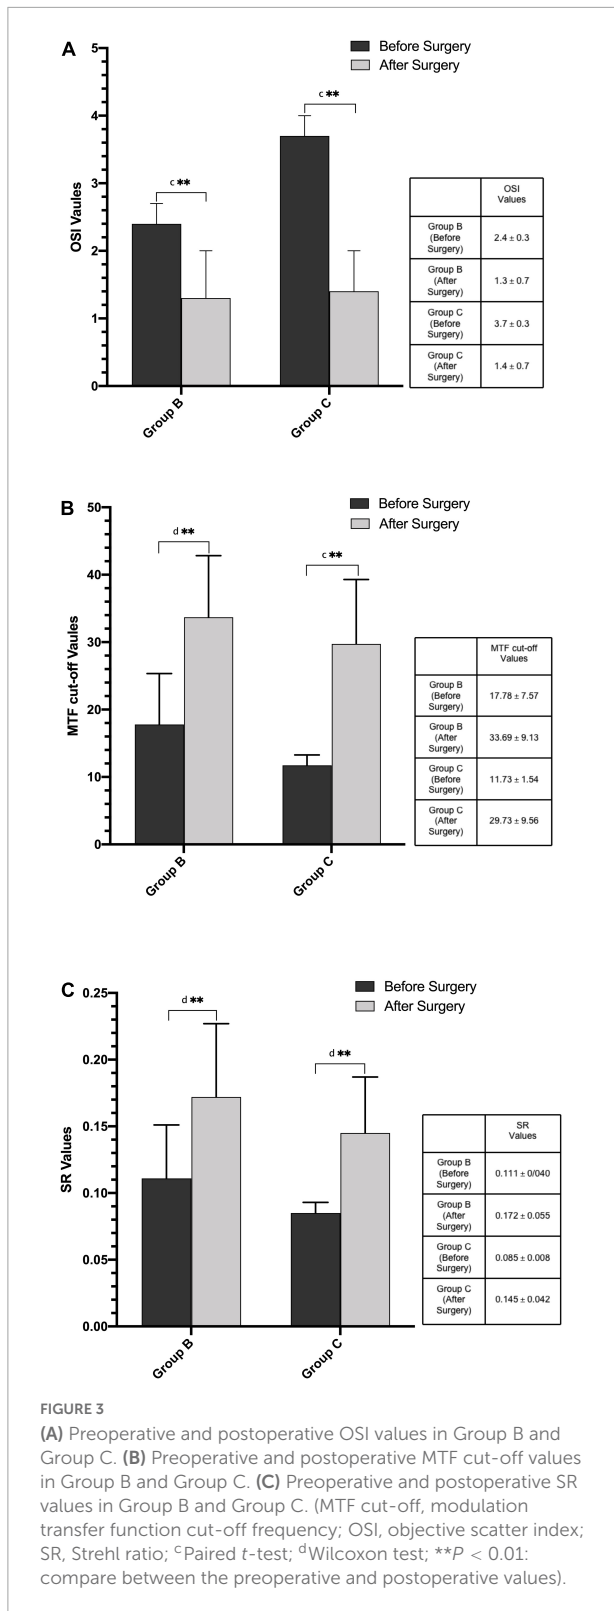 A
Before Surgery
After Surgery
5
4
3
2
1
0
OSI Vaules
c **
c **
Group B
Group C
OSI
Values
Group B
(Before
Surgery)
2.4 ± 0.3
Group B
(After
Surgery)
1.3 ± 0.7
Group C
(Before
Surgery)
3.7 ± 0.3
Group C
(After
Surgery)
1.4 ± 0.7
B
Before Surgery
After Surgery
50
40
30
20
10
0
MTF cut-off Vaules
d **
c **
Group B
Group C
MTF cut-off
Values
Group B
(Before
Surgery)
17.78 ± 7.57
Group B
(After
Surgery)
33.69 ± 9.13
Group C
(Before
Surgery)
11.73 ± 1.54
Group C
(After
Surgery)
29.73 ± 9.56
C
Before Surgery
After Surgery
0.25
0.20
0.15
0.10
0.05
0.00
SR Values
d **
d **
Group B
Group C
SR
Values
Group B
(Before
Surgery)
0.111 ± 0/040
Group B
(After
Surgery)
0.172 ± 0.055
Group C
(Before
Surgery)
0.085 ± 0.008
Group C
(After
Surgery)
0.145 ± 0.042
FIGURE 3
(A) Preoperative and postoperative OSI values in Group B and
Group C. (B) Preoperative and postoperative MTF cut-off values
in Group B and Group C. (C) Preoperative and postoperative SR
values in Group B and Group C. (MTF cut-off, modulation
transfer function cut-off frequency; OSI, objective scatter index;
SR, Strehl ratio; ᶜPaired t-test; ᵈWilcoxon test; **P < 0.01:
compare between the preoperative and postoperative values).